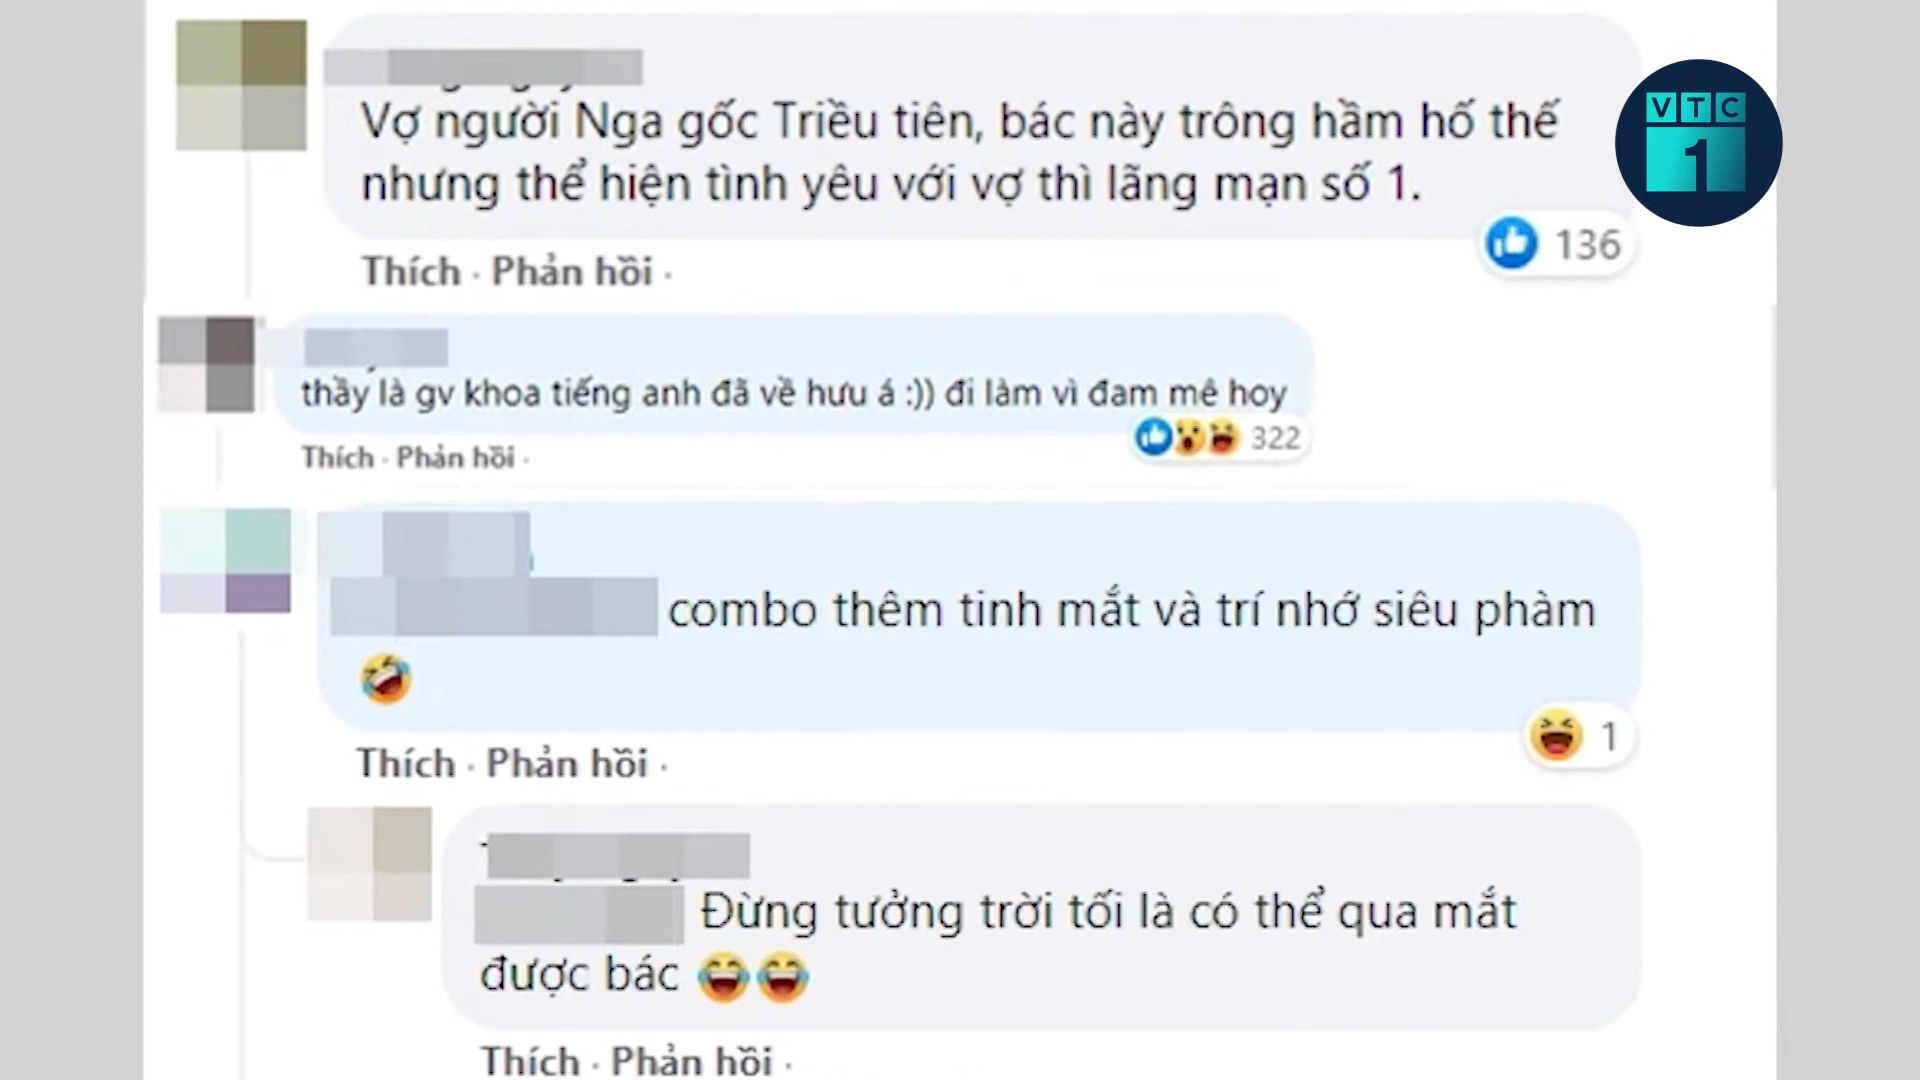 Vợ người Nga gốc Triều tiên, bác này trông hầm hố thế
nhưng thể hiện tình yêu với vợ thì lãng mạn số 1.
VTC
1
136
Thích · Phản hồi ·
thầy là gv khoa tiếng anh đã về hưu á :)) đi làm vì đam mê hoy
322
Thích · Phản hồi ·
combo thêm tinh mắt và trí nhớ siêu phàm
🤣
1
Thích · Phản hồi ·
Đừng tưởng trời tối là có thể qua mắt
được bác 😂😂
Thích · Phản hồi ·